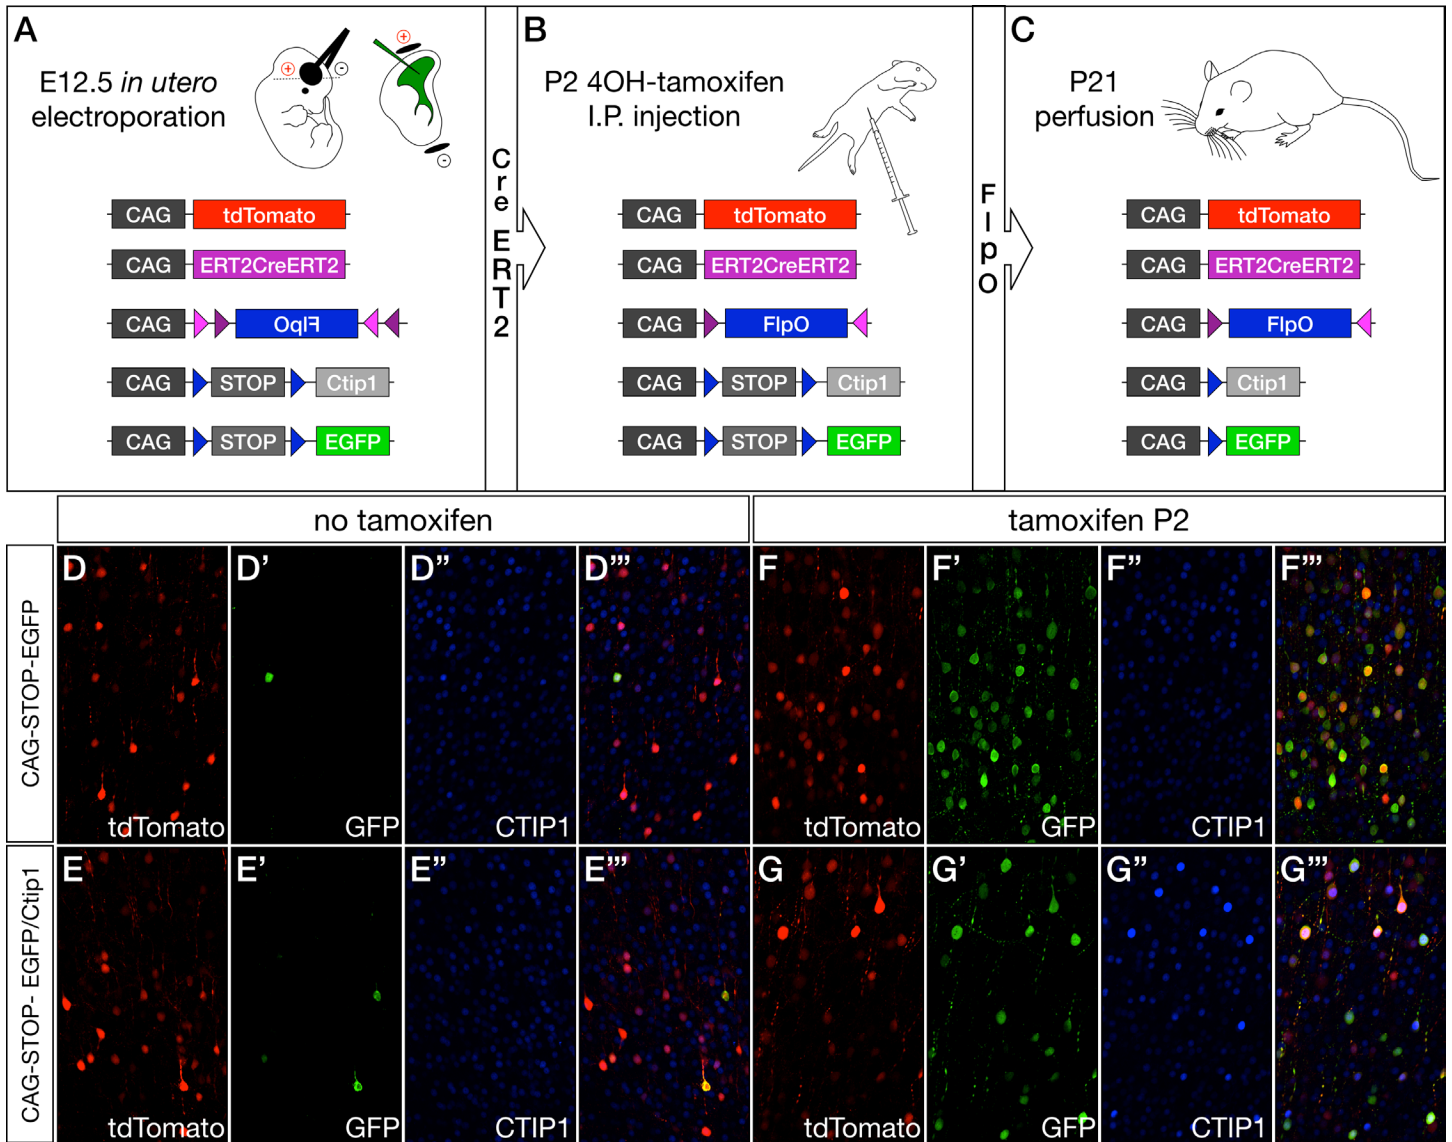 A
E12.5 in utero
electroporation
CAG tdTomato
CAG ERT2CreERT2
CAG FlpO
CAG STOP Ctip1
CAG STOP EGFP
Cre ERT2
B
P2 4OH-tamoxifen
I.P. injection
CAG tdTomato
CAG ERT2CreERT2
CAG FlpO
CAG STOP Ctip1
CAG STOP EGFP
FlpO
C
P21
perfusion
CAG tdTomato
CAG ERT2CreERT2
CAG FlpO
CAG Ctip1
CAG EGFP
no tamoxifen
tamoxifen P2
CAG-STOP-EGFP
D D’ D” D’” F F’ F” F’”
tdTomato GFP CTIP1 tdTomato GFP CTIP1
CAG-STOP- EGFP/Ctip1
E E’ E” E’” G G’ G” G’”
tdTomato GFP CTIP1 tdTomato GFP CTIP1